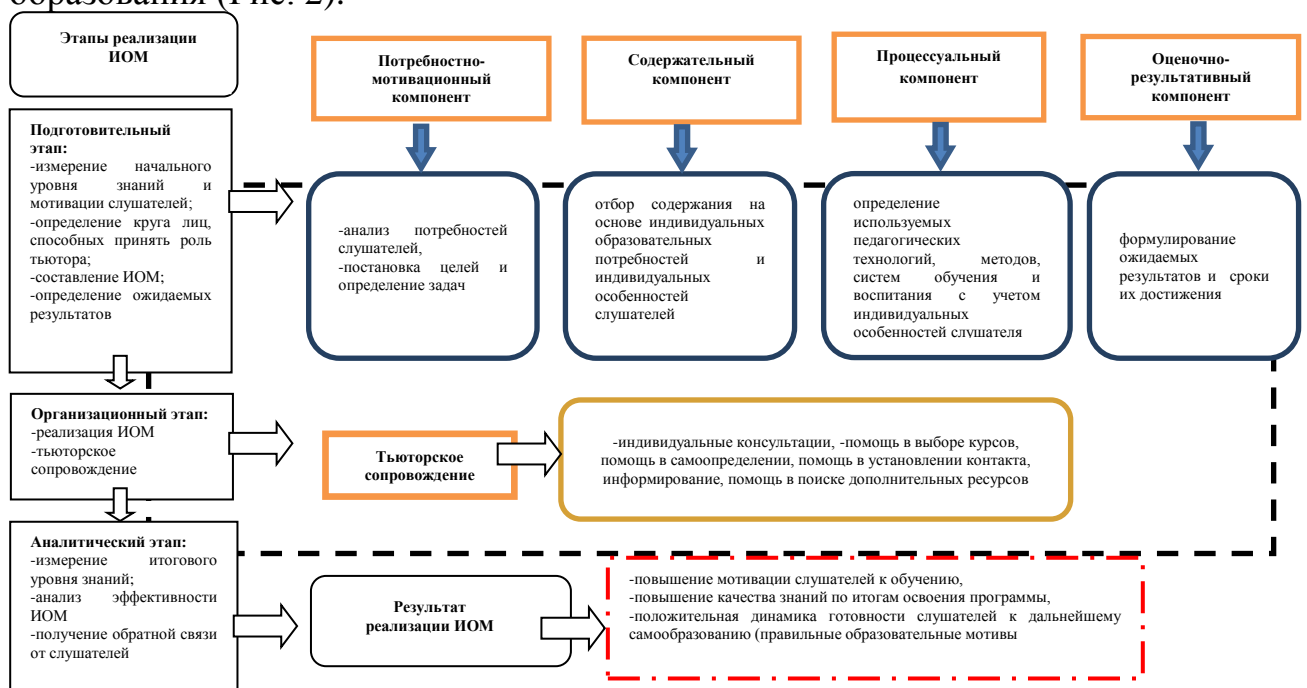 образования (Рис. 2).
Этапы реализации
ИОМ
Потребностно-
мотивационный
компонент
Содержательный
компонент
Процессуальный
компонент
Оценочно-
результативный
компонент
Подготовительный
этап:
-измерение начального
уровня знаний и
мотивации слушателей;
-определение круга лиц,
способных принять роль
тьютора;
-составление ИОМ;
-определение ожидаемых
результатов
-анализ потребностей
слушателей,
-постановка целей и
определение задач
отбор содержания на
основе индивидуальных
образовательных
потребностей и
индивидуальных
особенностей
слушателей
определение
используемых
педагогических
технологий, методов,
систем обучения и
воспитания с учетом
индивидуальных
особенностей слушателя
формулирование
ожидаемых
результатов и сроки
их достижения
Организационный этап:
-реализация ИОМ
-тьюторское
сопровождение
Тьюторское
сопровождение
-индивидуальные консультации, -помощь в выборе курсов,
помощь в самоопределении, помощь в установлении контакта,
информирование, помощь в поиске дополнительных ресурсов
Аналитический этап:
-измерение итогового
уровня знаний;
-анализ эффективности
ИОМ
-получение обратной связи
от слушателей
Результат
реализации ИОМ
-повышение мотивации слушателей к обучению,
-повышение качества знаний по итогам освоения программы,
-положительная динамика готовности слушателей к дальнейшему
самообразованию (правильные образовательные мотивы